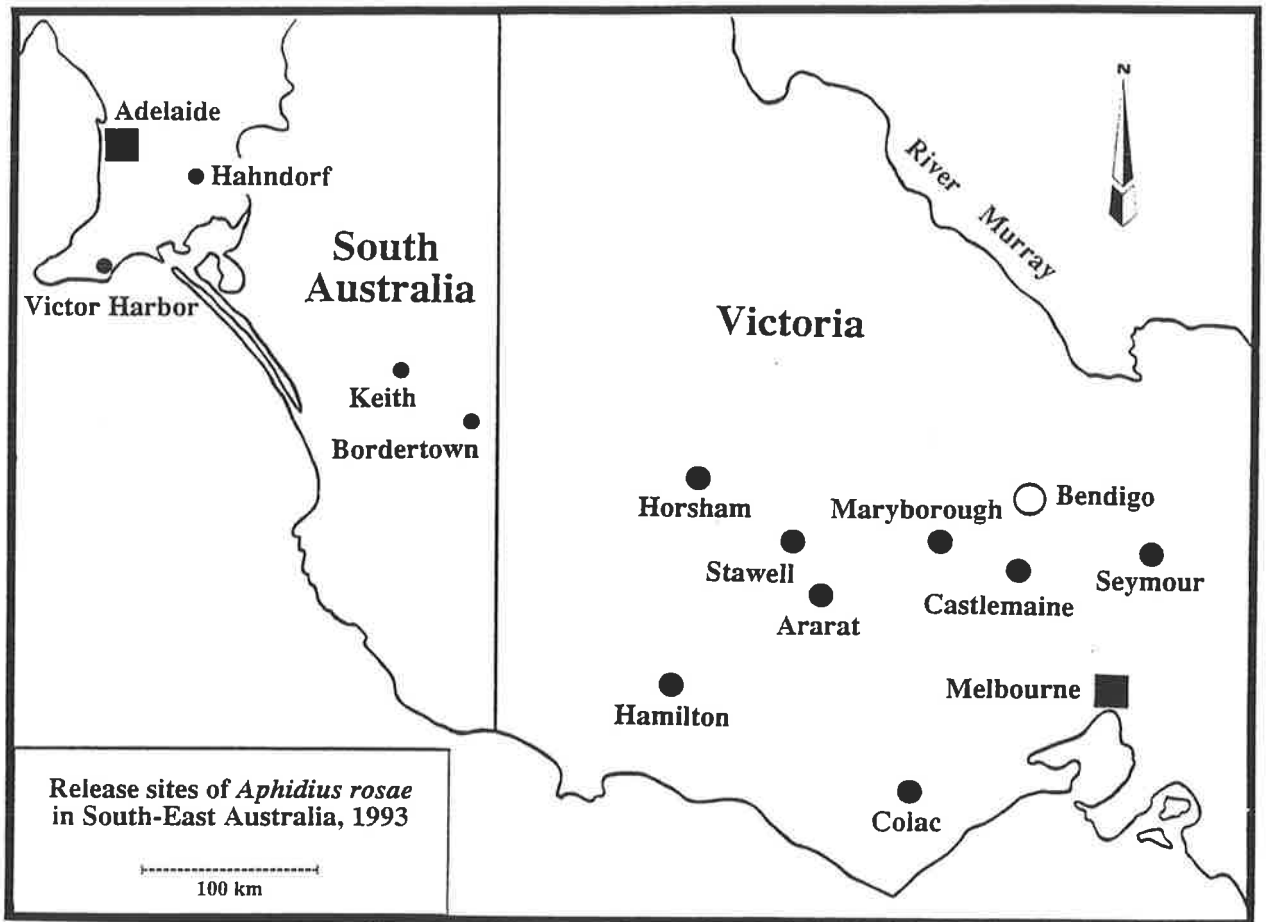 N
Adelaide
Hahndorf
River
Murray
South
Australia
Victor Harbor
Victoria
Keith
Bordertown
Horsham
Maryborough
Bendigo
Stawell
Seymour
Castlemaine
Ararat
Melbourne
Hamilton
Colac
Release sites of Aphidius rosae
in South-East Australia, 1993
100 km